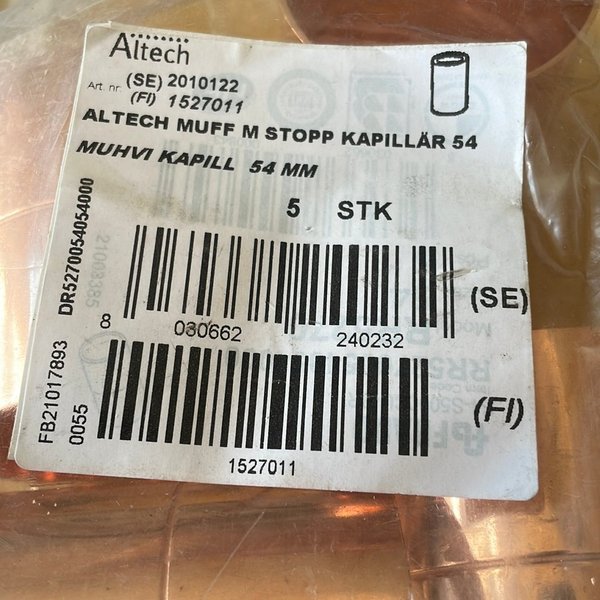 Altech
Art. nr: (SE) 2010122
(FI) 1527011
ALTECH MUFF M STOPP KAPILLÄR 54
MUHVI KAPILL 54 MM
5 STK
8 030662 240232
(SE)
(FI)
1527011
DR5270054054000
FB21017893
0055
21008385